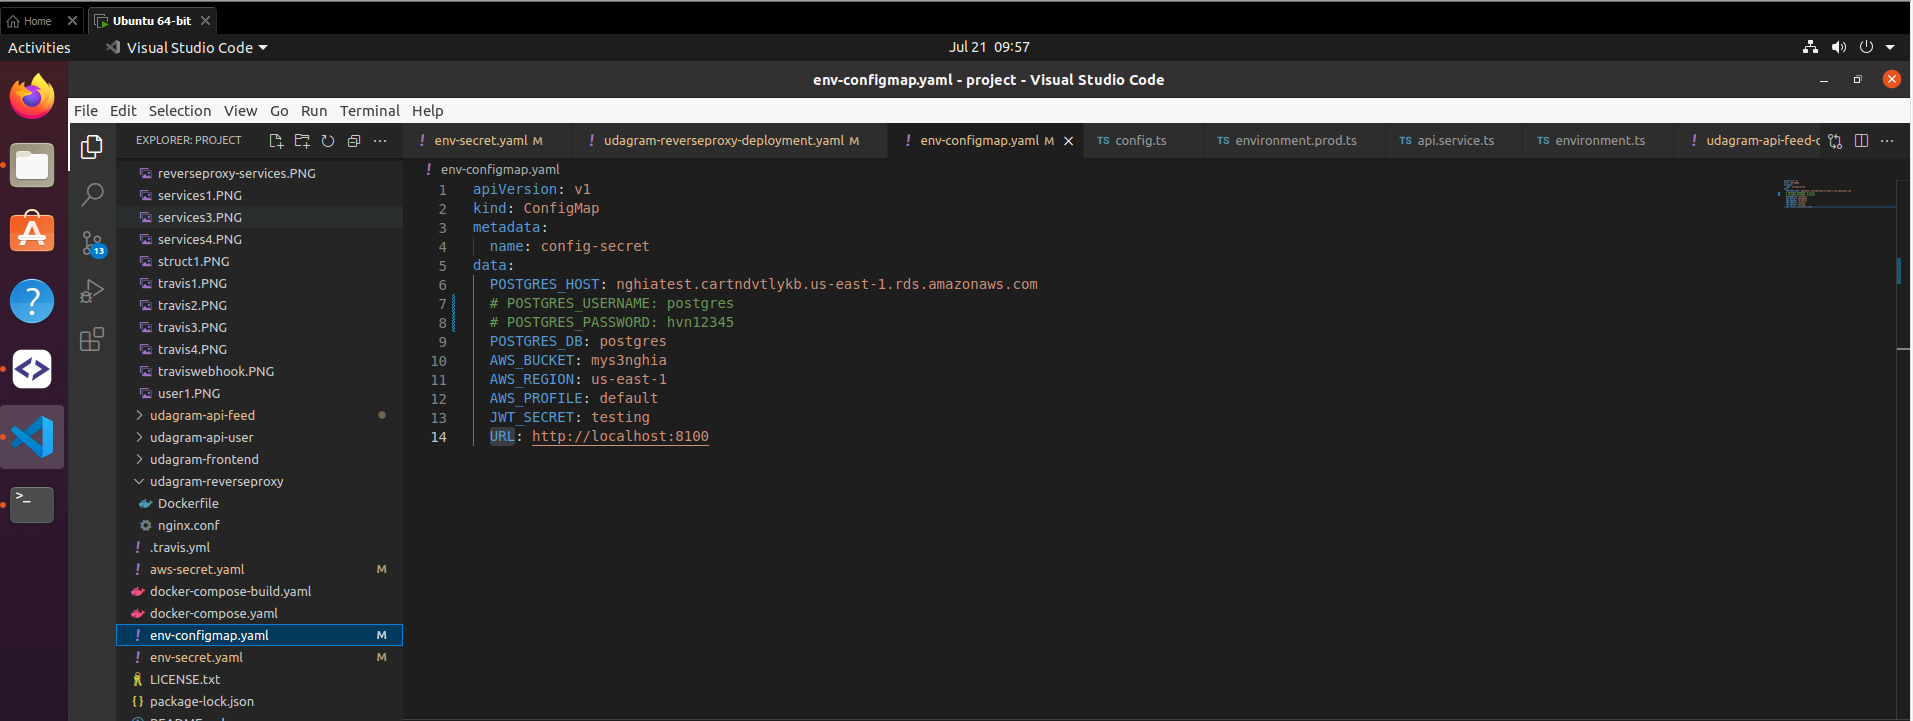 Home
Ubuntu 64-bit
Activities
Visual Studio Code
Jul 21 09:57
env-configmap.yaml - project - Visual Studio Code
File Edit Selection View Go Run Terminal Help
EXPLORER: PROJECT
env-secret.yaml M
udagram-reverseproxy-deployment.yaml M
env-configmap.yaml M
TS config.ts
TS environment.prod.ts
TS api.service.ts
TS environment.ts
udagram-api-feed-c
! env-configmap.yaml
reverseproxy-services.PNG
services1.PNG
services3.PNG
services4.PNG
struct1.PNG
travis1.PNG
travis2.PNG
travis3.PNG
travis4.PNG
traviswebhook.PNG
user1.PNG
udagram-api-feed
udagram-api-user
udagram-frontend
udagram-reverseproxy
Dockerfile
nginx.conf
! .travis.yml
! aws-secret.yaml M
docker-compose-build.yaml
docker-compose.yaml
! env-configmap.yaml M
! env-secret.yaml M
LICENSE.txt
{} package-lock.json
13
1 apiVersion: v1
2 kind: ConfigMap
3 metadata:
4 name: config-secret
5 data:
6 POSTGRES_HOST: nghiatest.cartndvtlykb.us-east-1.rds.amazonaws.com
7 # POSTGRES_USERNAME: postgres
8 # POSTGRES_PASSWORD: hvn12345
9 POSTGRES_DB: postgres
10 AWS_BUCKET: mys3nghia
11 AWS_REGION: us-east-1
12 AWS_PROFILE: default
13 JWT_SECRET: testing
14 URL: http://localhost:8100